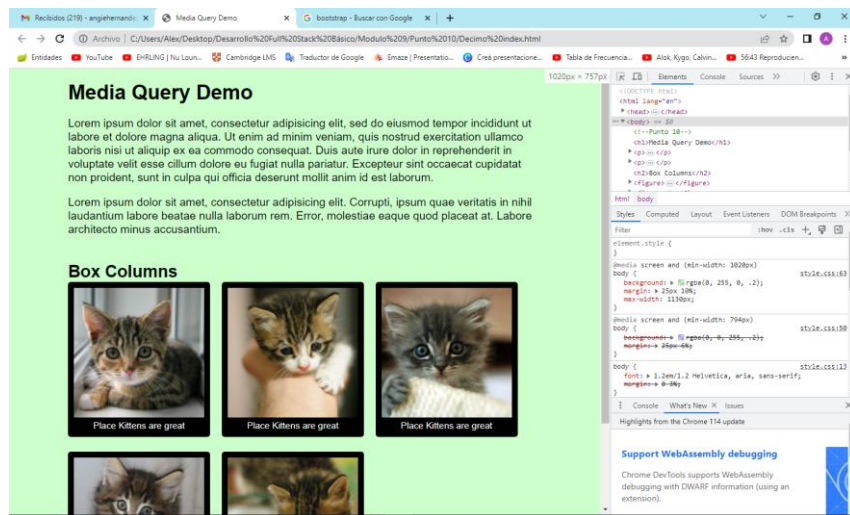 Recibidos (219) - angiehernande:
Media Query Demo
bootstrap - Buscar con Google
Archivo | C:/Users/Alex/Desktop/Desarrollo%20Full%20Stack%20Básico/Modulo%209/Punto%2010/Decimo%20index.html
Entidades YouTube EHRLING | Nu Loun... Cambridge LMS Traductor de Google Emaze | Presentatio... Creá presentacione... Tabla de Frecuencia... Alok, Kygo, Calvin... 56:43 Reproducien...
Media Query Demo
Lorem ipsum dolor sit amet, consectetur adipisicing elit, sed do eiusmod tempor incididunt ut
labore et dolore magna aliqua. Ut enim ad minim veniam, quis nostrud exercitation ullamco
laboris nisi ut aliquip ex ea commodo consequat. Duis aute irure dolor in reprehenderit in
voluptate velit esse cillum dolore eu fugiat nulla pariatur. Excepteur sint occaecat cupidatat
non proident, sunt in culpa qui officia deserunt mollit anim id est laborum.
Lorem ipsum dolor sit amet, consectetur adipisicing elit. Corrupti, ipsum quae veritatis in nihil
laudantium labore beatae nulla laborum rem. Error, molestiae eaque quod placeat at. Labore
architecto minus accusantium.
Box Columns
Place Kittens are great
Place Kittens are great
Place Kittens are great
1020px × 757px
Elements Console Sources
<!DOCTYPE html>
<html lang="en">
<head> … </head>
<body> == $0
<!--Punto 10-->
<h1>Media Query Demo</h1>
<p> … </p>
<p> … </p>
<h2>Box Columns</h2>
<figure> … </figure>
html body
Styles Computed Layout Event Listeners DOM Breakpoints
Filter :hov .cls
element.style {
}
@media screen and (min-width: 1020px)
body { style.css:63
background: rgba(0, 255, 0, .2);
margin: 25px 10%;
max-width: 1130px;
}
@media screen and (min-width: 794px)
body { style.css:50
background: rgba(0, 0, 255, .2);
margin: 25px 6%;
}
body { style.css:13
font: 1.2em/1.2 Helvetica, aria, sans-serif;
margin: 0 3%;
}
Console What's New Issues
Highlights from the Chrome 114 update
Support WebAssembly debugging
Chrome DevTools supports WebAssembly
debugging with DWARF information (using an
extension).